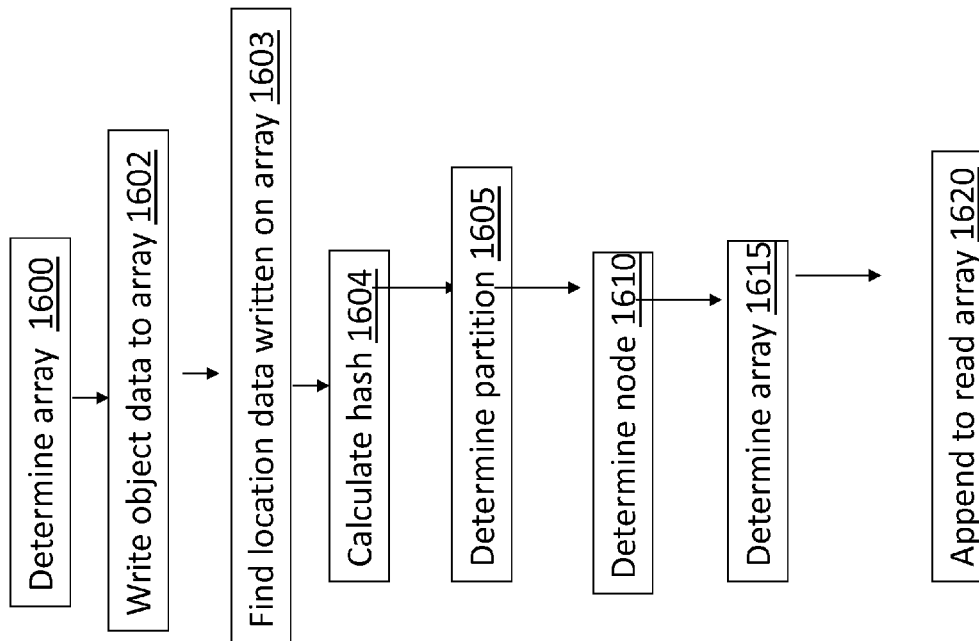 Determine array 1600
Write object data to array 1602
Find location data written on array 1603
Calculate hash 1604
Determine partition 1605
Determine node 1610
Determine array 1615
Append to read array 1620